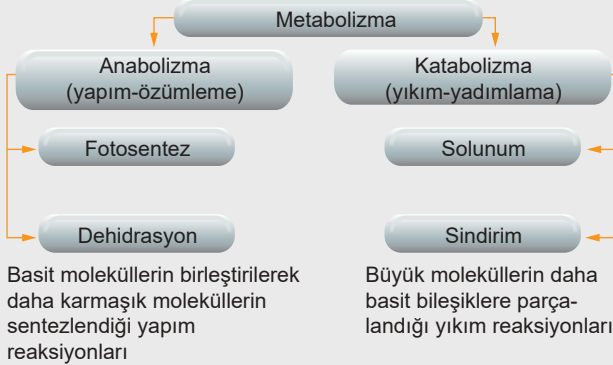 Metabolizma
Anabolizma
(yapım-özümleme)
Katabolizma
(yıkım-yadımlama)
Fotosentez
Solunum
Dehidrasyon
Sindirim
Basit moleküllerin birleştirilerek
daha karmaşık moleküllerin
sentezlendiği yapım
reaksiyonları
Büyük moleküllerin daha
basit bileşiklere parça-
landığı yıkım reaksiyonları